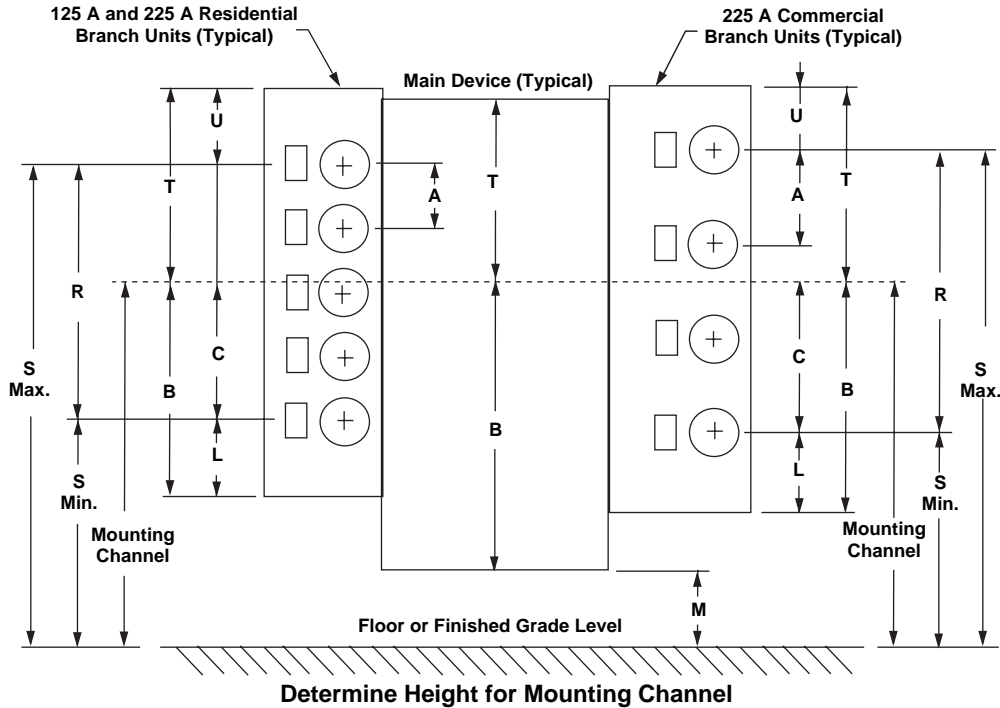 125 A and 225 A Residential
Branch Units (Typical)
225 A Commercial
Branch Units (Typical)
Main Device (Typical)
U
T
A
T
U
A
T
R
C
S
Max.
B
L
S
Min.
Mounting
Channel
B
R
C
B
S
Max.
L
S
Min.
Mounting
Channel
M
Floor or Finished Grade Level
Determine Height for Mounting Channel